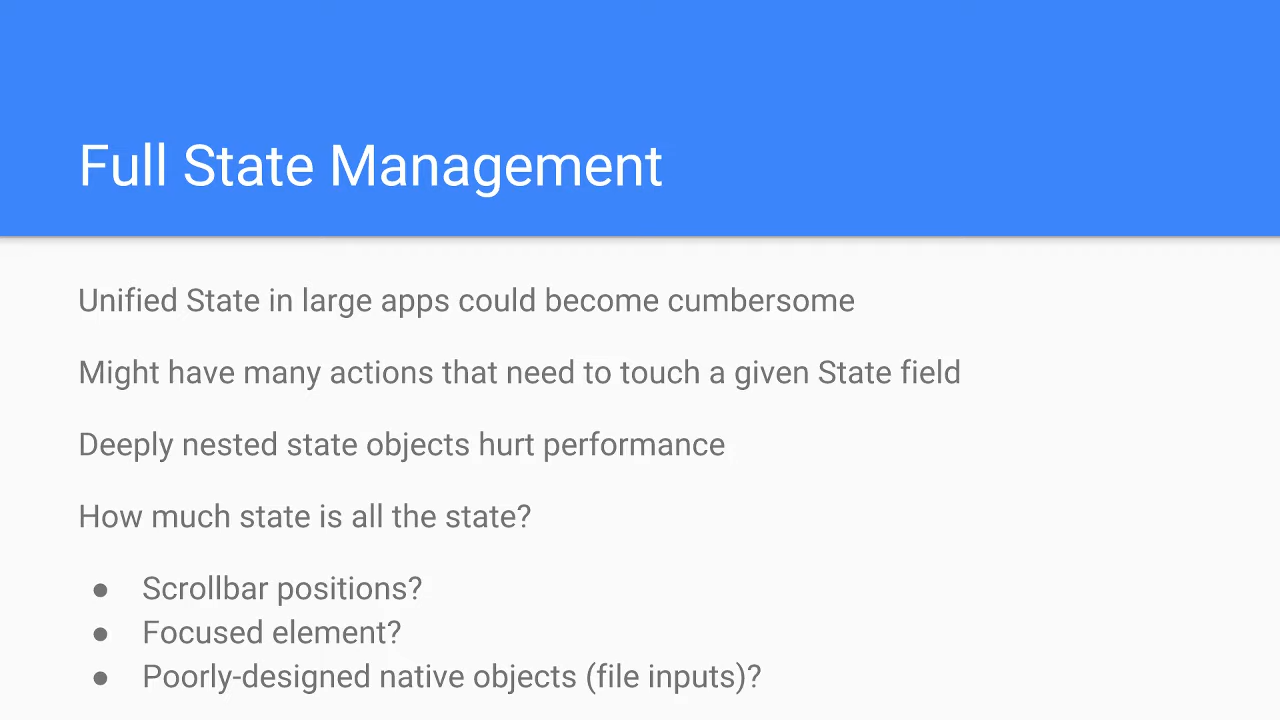 Full State Management
Unified State in large apps could become cumbersome
Might have many actions that need to touch a given State field
Deeply nested state objects hurt performance
How much state is all the state?
● Scrollbar positions?
● Focused element?
● Poorly-designed native objects (file inputs)?